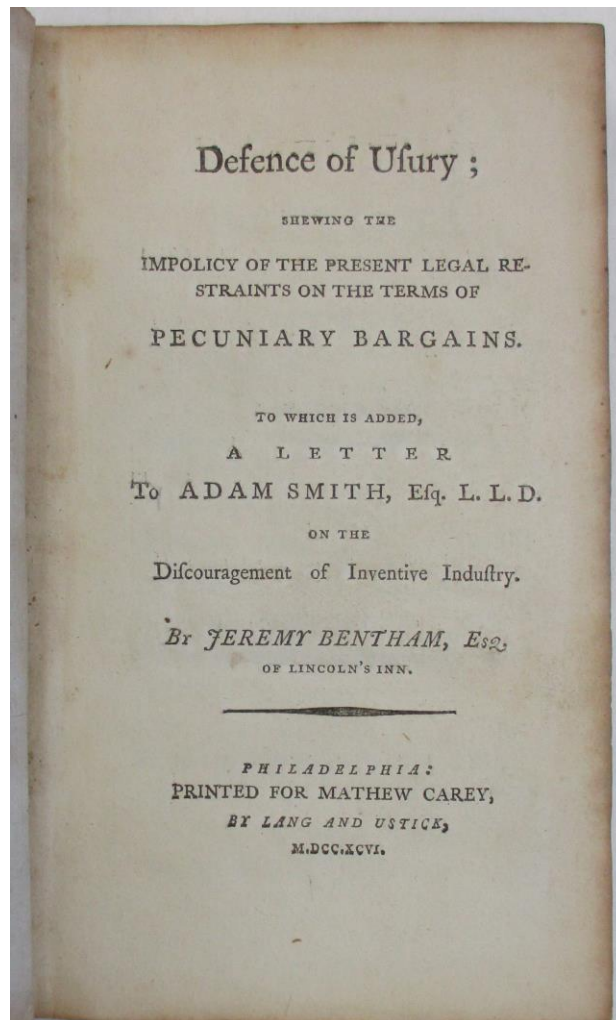 Defence of Uſury ;
SHEWING THE
IMPOLICY OF THE PRESENT LEGAL RE-
STRAINTS ON THE TERMS OF
PECUNIARY BARGAINS.
TO WHICH IS ADDED,
A LETTER
To ADAM SMITH, Eſq. L. L. D.
ON THE
Diſcouragement of Inventive Induſtry.
By JEREMY BENTHAM, Esq.
OF LINCOLN'S INN.
PHILADELPHIA:
PRINTED FOR MATHEW CAREY,
BY LANG AND USTICK,
M.DCC.XCVI.